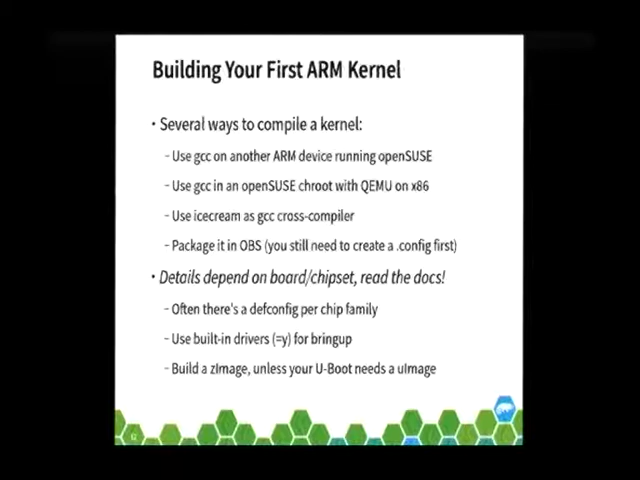 Building Your First ARM Kernel
• Several ways to compile a kernel:
– Use gcc on another ARM device running openSUSE
– Use gcc in an openSUSE chroot with QEMU on x86
– Use icecream as gcc cross-compiler
– Package it in OBS (you still need to create a .config first)
• Details depend on board/chipset, read the docs!
– Often there's a defconfig per chip family
– Use built-in drivers (=y) for bringup
– Build a zImage, unless your U-Boot needs a uImage
12